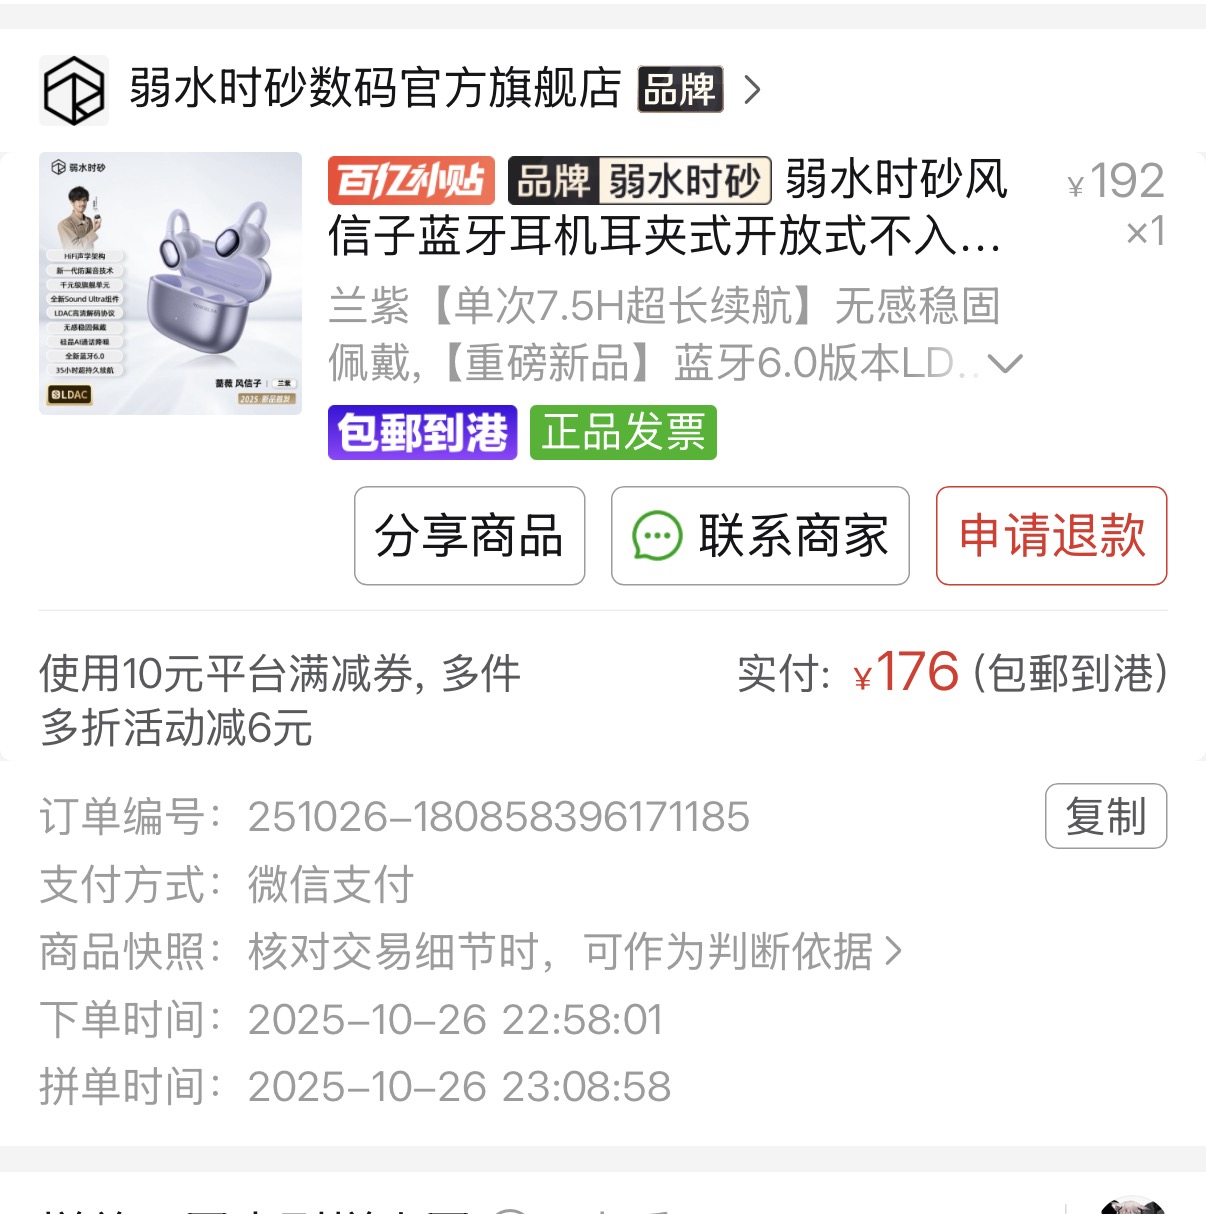 弱水时砂数码官方旗舰店 品牌
弱水时砂
HiFi声学架构
新一代防漏音技术
千元级旗舰单元
全新Sound Ultra组件
LDAC高清解码协议
无感稳固佩戴
硅晶AI通话降噪
全新蓝牙6.0
35小时超持久续航
LDAC
蔷薇 风信子 | 兰紫
2025 新品首发
百亿补贴 品牌 弱水时砂 弱水时砂风
信子蓝牙耳机耳夹式开放式不入...
¥192
×1
兰紫【单次7.5H超长续航】无感稳固
佩戴,【重磅新品】蓝牙6.0版本LD..
包郵到港 正品发票
分享商品 联系商家 申请退款
使用10元平台满减券, 多件
多折活动减6元
实付: ¥176 (包郵到港)
订单编号: 251026-180858396171185 复制
支付方式: 微信支付
商品快照: 核对交易细节时，可作为判断依据
下单时间: 2025-10-26 22:58:01
拼单时间: 2025-10-26 23:08:58